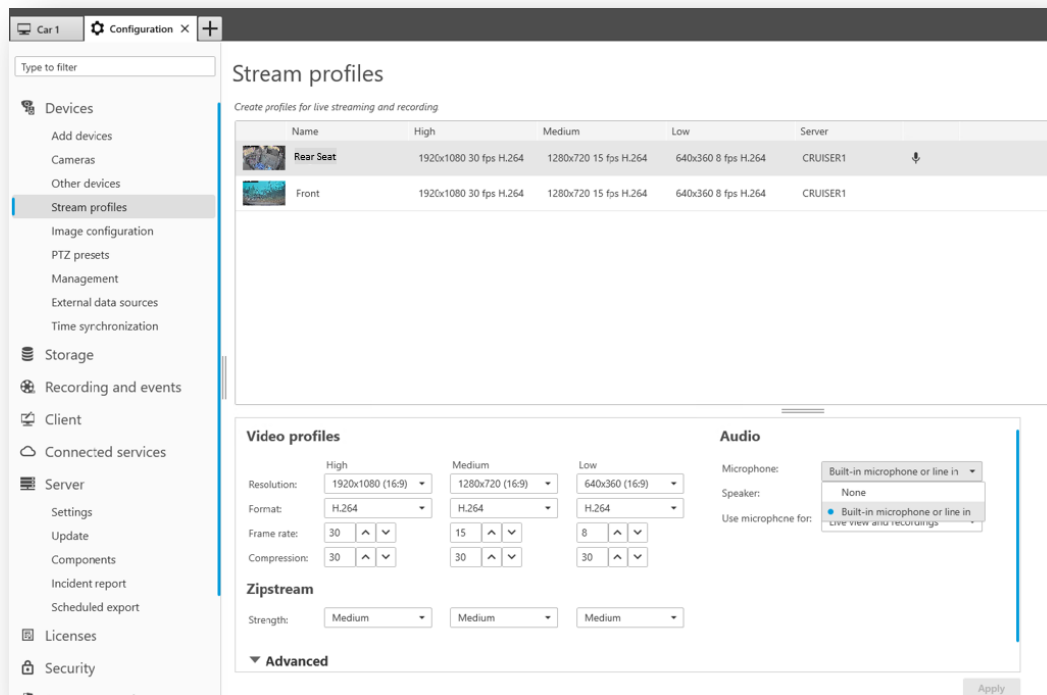 Car 1
Configuration
Type to filter
Devices
Add devices
Cameras
Other devices
Stream profiles
Image configuration
PTZ presets
Management
External data sources
Time synchronization
Storage
Recording and events
Client
Connected services
Server
Settings
Update
Components
Incident report
Scheduled export
Licenses
Security
Stream profiles
Create profiles for live streaming and recording
Name High Medium Low Server
Rear Seat 1920x1080 30 fps H.264 1280x720 15 fps H.264 640x360 8 fps H.264 CRUISER1
Front 1920x1080 30 fps H.264 1280x720 15 fps H.264 640x360 8 fps H.264 CRUISER1
Video profiles
High Medium Low
Resolution: 1920x1080 (16:9) 1280x720 (16:9) 640x360 (16:9)
Format: H.264 H.264 H.264
Frame rate: 30 15 8
Compression: 30 30 30
Zipstream
Strength: Medium Medium Medium
Advanced
Audio
Microphone: Built-in microphone or line in
Speaker: None
Built-in microphone or line in
Use microphone for: Live view and recordings
Apply